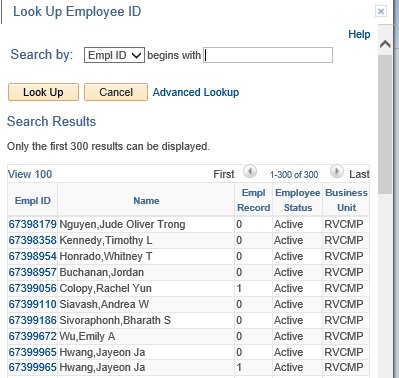 Look Up Employee ID
Help
Search by: Empl ID begins with
Look Up Cancel Advanced Lookup
Search Results
Only the first 300 results can be displayed.
View 100 First 1-300 of 300 Last
Empl ID Name Empl Record Employee Status Business Unit
67398179 Nguyen,Jude Oliver Trong 0 Active RVCMP
67398358 Kennedy,Timothy L 0 Active RVCMP
67398954 Honrado,Whitney T 0 Active RVCMP
67398957 Buchanan,Jordan 0 Active RVCMP
67399056 Colopy,Rachel Yun 1 Active RVCMP
67399110 Siavash,Andrea W 0 Active RVCMP
67399186 Sivoraphonh,Bharath S 0 Active RVCMP
67399672 Wu,Emily A 0 Active RVCMP
67399965 Hwang,Jayeon Ja 0 Active RVCMP
67399965 Hwang,Jayeon Ja 1 Active RVCMP